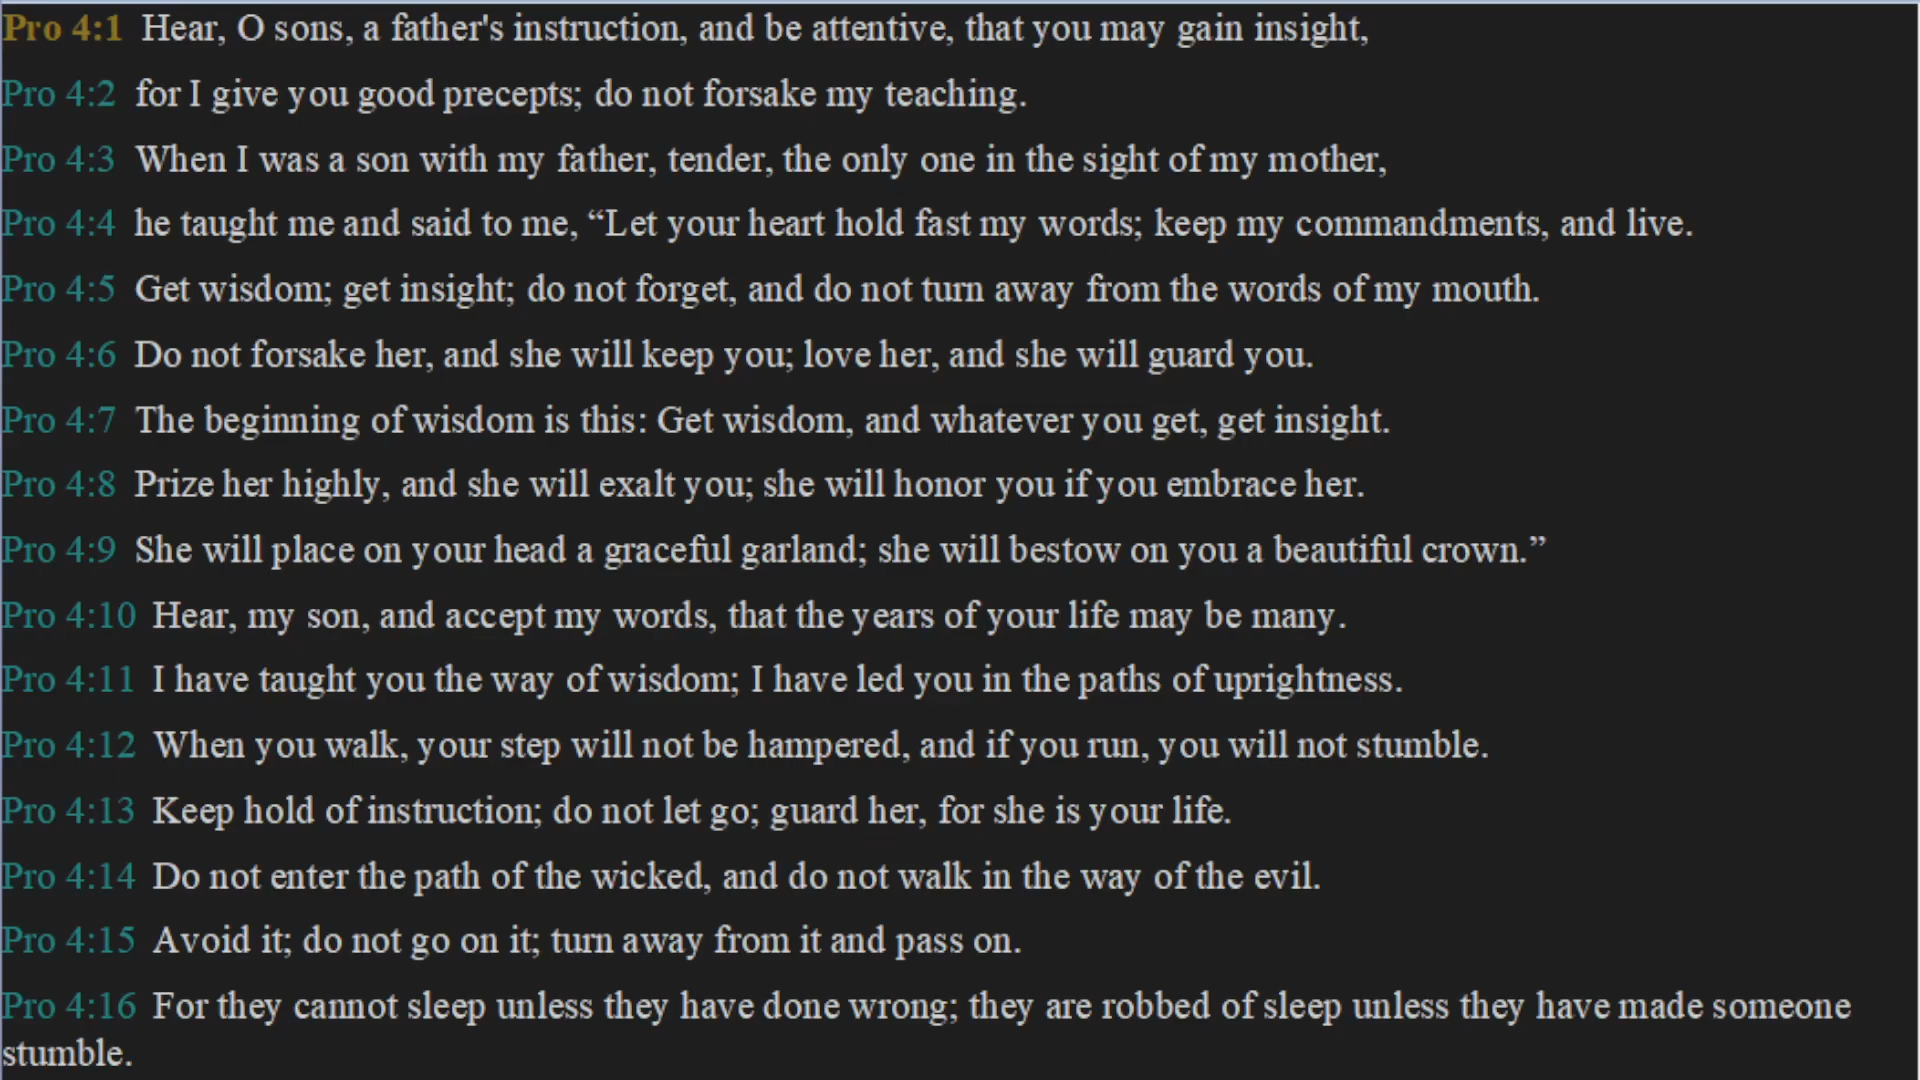 Pro 4:1 Hear, O sons, a father's instruction, and be attentive, that you may gain insight,
Pro 4:2 for I give you good precepts; do not forsake my teaching.
Pro 4:3 When I was a son with my father, tender, the only one in the sight of my mother,
Pro 4:4 he taught me and said to me, “Let your heart hold fast my words; keep my commandments, and live.
Pro 4:5 Get wisdom; get insight; do not forget, and do not turn away from the words of my mouth.
Pro 4:6 Do not forsake her, and she will keep you; love her, and she will guard you.
Pro 4:7 The beginning of wisdom is this: Get wisdom, and whatever you get, get insight.
Pro 4:8 Prize her highly, and she will exalt you; she will honor you if you embrace her.
Pro 4:9 She will place on your head a graceful garland; she will bestow on you a beautiful crown.”
Pro 4:10 Hear, my son, and accept my words, that the years of your life may be many.
Pro 4:11 I have taught you the way of wisdom; I have led you in the paths of uprightness.
Pro 4:12 When you walk, your step will not be hampered, and if you run, you will not stumble.
Pro 4:13 Keep hold of instruction; do not let go; guard her, for she is your life.
Pro 4:14 Do not enter the path of the wicked, and do not walk in the way of the evil.
Pro 4:15 Avoid it; do not go on it; turn away from it and pass on.
Pro 4:16 For they cannot sleep unless they have done wrong; they are robbed of sleep unless they have made someone
stumble.